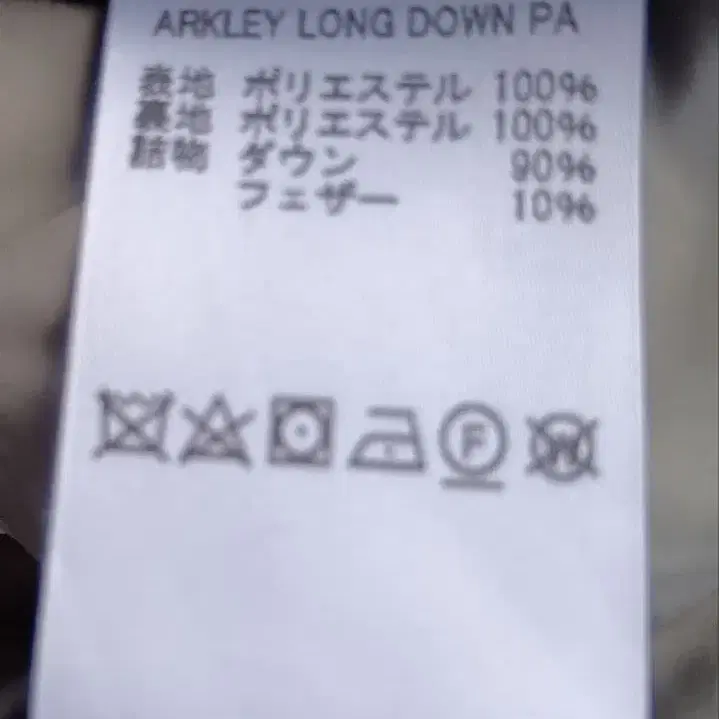 ARKLEY LONG DOWN PA
表地 ポリエステル 100%
裏地 ポリエステル 100%
詰物 ダウン 90%
フェザー 10%
F W